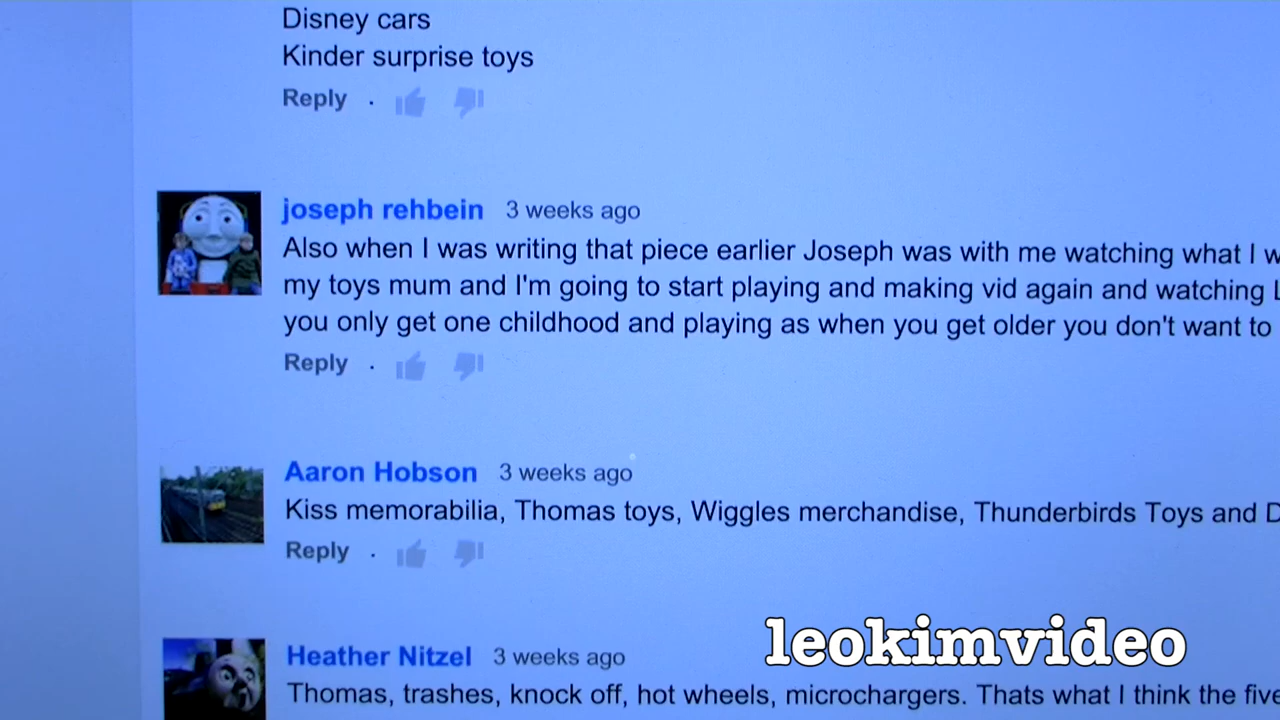 Disney cars
Kinder surprise toys
Reply .
joseph rehbein 3 weeks ago
Also when I was writing that piece earlier Joseph was with me watching what I w
my toys mum and I'm going to start playing and making vid again and watching L
you only get one childhood and playing as when you get older you don't want to
Reply .
Aaron Hobson 3 weeks ago
Kiss memorabilia, Thomas toys, Wiggles merchandise, Thunderbirds Toys and D
Reply .
Heather Nitzel 3 weeks ago
Thomas, trashes, knock off, hot wheels, microchargers. Thats what I think the five
leokimvideo